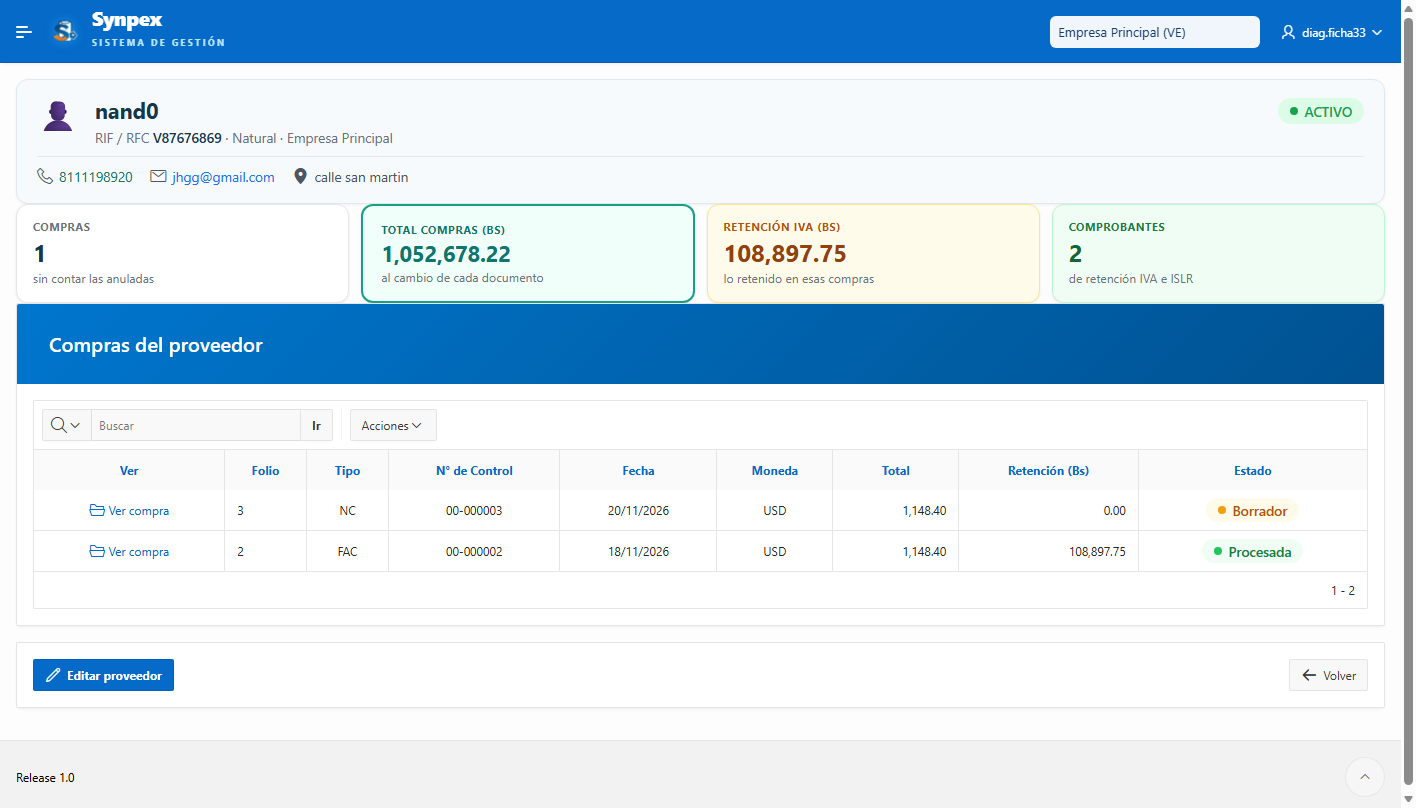 Synpex
SISTEMA DE GESTIÓN
Empresa Principal (VE)
diag.ficha33
nand0
ACTIVO
RIF / RFC V87676869 · Natural · Empresa Principal
8111198920 jhgg@gmail.com calle san martin
COMPRAS
1
sin contar las anuladas
TOTAL COMPRAS (BS)
1,052,678.22
al cambio de cada documento
RETENCIÓN IVA (BS)
108,897.75
lo retenido en esas compras
COMPROBANTES
2
de retención IVA e ISLR
Compras del proveedor
Buscar Ir Acciones
Ver Folio Tipo N° de Control Fecha Moneda Total Retención (Bs) Estado
Ver compra 3 NC 00-000003 20/11/2026 USD 1,148.40 0.00 Borrador
Ver compra 2 FAC 00-000002 18/11/2026 USD 1,148.40 108,897.75 Procesada
1 - 2
Editar proveedor Volver
Release 1.0